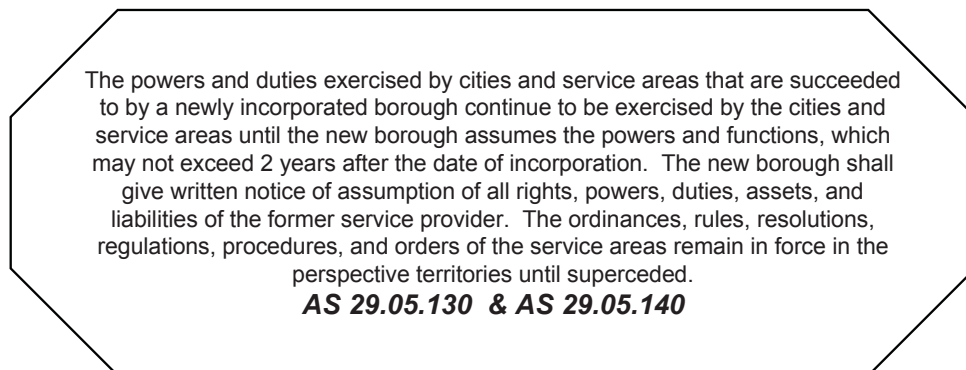 The powers and duties exercised by cities and service areas that are succeeded
to by a newly incorporated borough continue to be exercised by the cities and
service areas until the new borough assumes the powers and functions, which
may not exceed 2 years after the date of incorporation.  The new borough shall
give written notice of assumption of all rights, powers, duties, assets, and
liabilities of the former service provider.  The ordinances, rules, resolutions,
regulations, procedures, and orders of the service areas remain in force in the
perspective territories until superceded.
AS 29.05.130  & AS 29.05.140